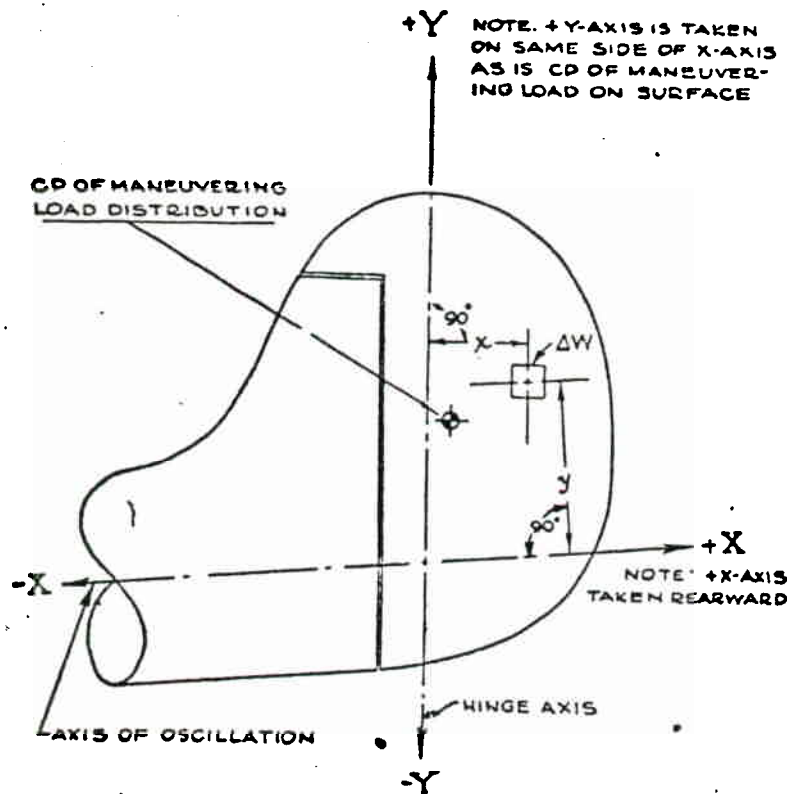 +Y
NOTE. + Y-AXIS IS TAKEN
ON SAME SIDE OF X-AXIS
AS IS CP OF MANEUVER-
ING LOAD ON SURFACE
CP OF MANEUVERING
LOAD DISTRIBUTION
90°
X
ΔW
90°
-X
+X
NOTE: +X-AXIS
TAKEN REARWARD
HINGE AXIS
AXIS OF OSCILLATION
-Y